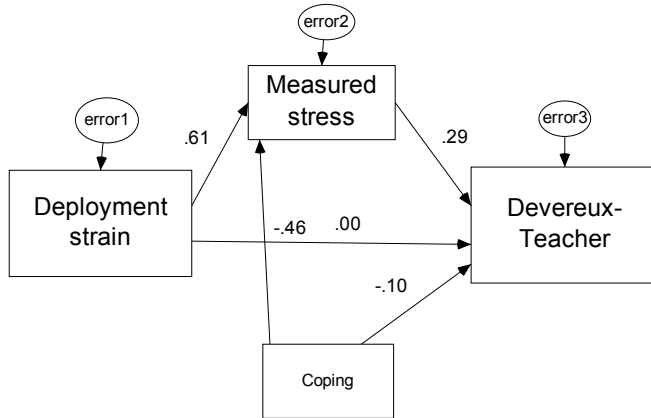 error2
Measured
stress
error1
error3
.61
.29
Deployment
strain
Devereux-
Teacher
-.46
.00
-.10
Coping